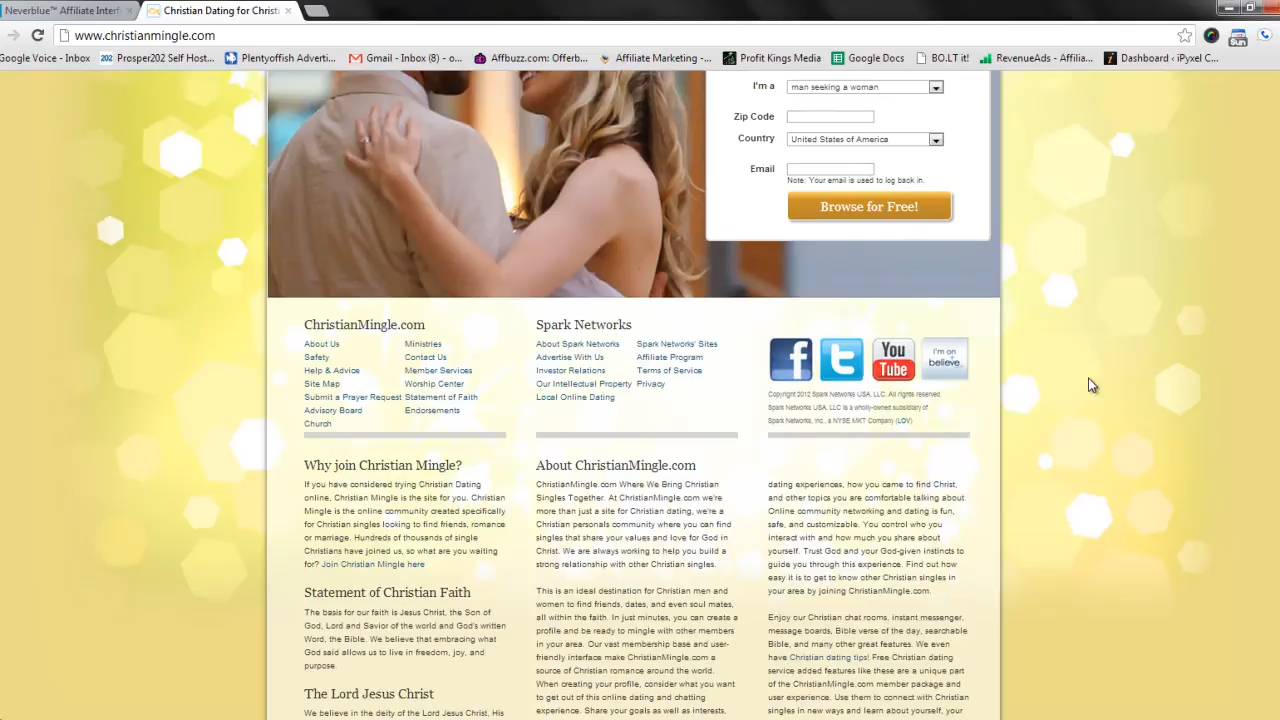 Neverblue™ Affiliate Interf
Christian Dating for Christ
www.christianmingle.com
Google Voice - Inbox
202 Prosper202 Self Host...
Plentyoffish Adverti...
Gmail - Inbox (8) - o...
Affbuzz.com: Offerb...
Affiliate Marketing -...
Profit Kings Media
Google Docs
BO.LT it!
RevenueAds - Affilia...
Dashboard ‹ iPyxel C...
I'm a man seeking a woman
Zip Code
Country United States of America
Email
Note: Your email is used to log back in.
Browse for Free!
ChristianMingle.com
About Us Ministries
Safety Contact Us
Help & Advice Member Services
Site Map Worship Center
Submit a Prayer Request Statement of Faith
Advisory Board Endorsements
Church
Spark Networks
About Spark Networks Spark Networks' Sites
Advertise With Us Affiliate Program
Investor Relations Terms of Service
Our Intellectual Property Privacy
Local Online Dating
f
t
You
Tube
I'm on
believe
Copyright 2012 Spark Networks USA, LLC. All rights reserved.
Spark Networks USA, LLC is a wholly-owned subsidiary of
Spark Networks, Inc., a NYSE MKT Company (LOV)
Why join Christian Mingle?
If you have considered trying Christian Dating
online, Christian Mingle is the site for you. Christian
Mingle is the online community created specifically
for Christian singles looking to find friends, romance
or marriage. Hundreds of thousands of single
Christians have joined us, so what are you waiting
for? Join Christian Mingle here
Statement of Christian Faith
The basis for our faith is Jesus Christ, the Son of
God, Lord and Savior of the world and God's written
Word, the Bible. We believe that embracing what
God said allows us to live in freedom, joy, and
purpose.
The Lord Jesus Christ
We believe in the deity of the Lord Jesus Christ, His
About ChristianMingle.com
ChristianMingle.com Where We Bring Christian
Singles Together. At ChristianMingle.com we're
more than just a site for Christian dating, we're a
Christian personals community where you can find
singles that share your values and love for God in
Christ. We are always working to help you build a
strong relationship with other Christian singles.
This is an ideal destination for Christian men and
women to find friends, dates, and even soul mates,
all within the faith. In just minutes, you can create a
profile and be ready to mingle with other members
in your area. Our vast membership base and user-
friendly interface make ChristianMingle.com a
source of Christian romance around the world.
When creating your profile, consider what you want
to get out of this online dating and chatting
experience. Share your goals as well as interests,
dating experiences, how you came to find Christ,
and other topics you are comfortable talking about.
Online community networking and dating is fun,
safe, and customizable. You control who you
interact with and how much you share about
yourself. Trust God and your God-given instincts to
guide you through this experience. Find out how
easy it is to get to know other Christian singles in
your area by joining ChristianMingle.com.
Enjoy our Christian chat rooms, instant messenger,
message boards, Bible verse of the day, searchable
Bible, and many other great features. We even
have Christian dating tips! Free Christian dating
service added features like these are a unique part
of the ChristianMingle.com member package and
user experience. Use them to connect with Christian
singles in new ways and learn about yourself, your